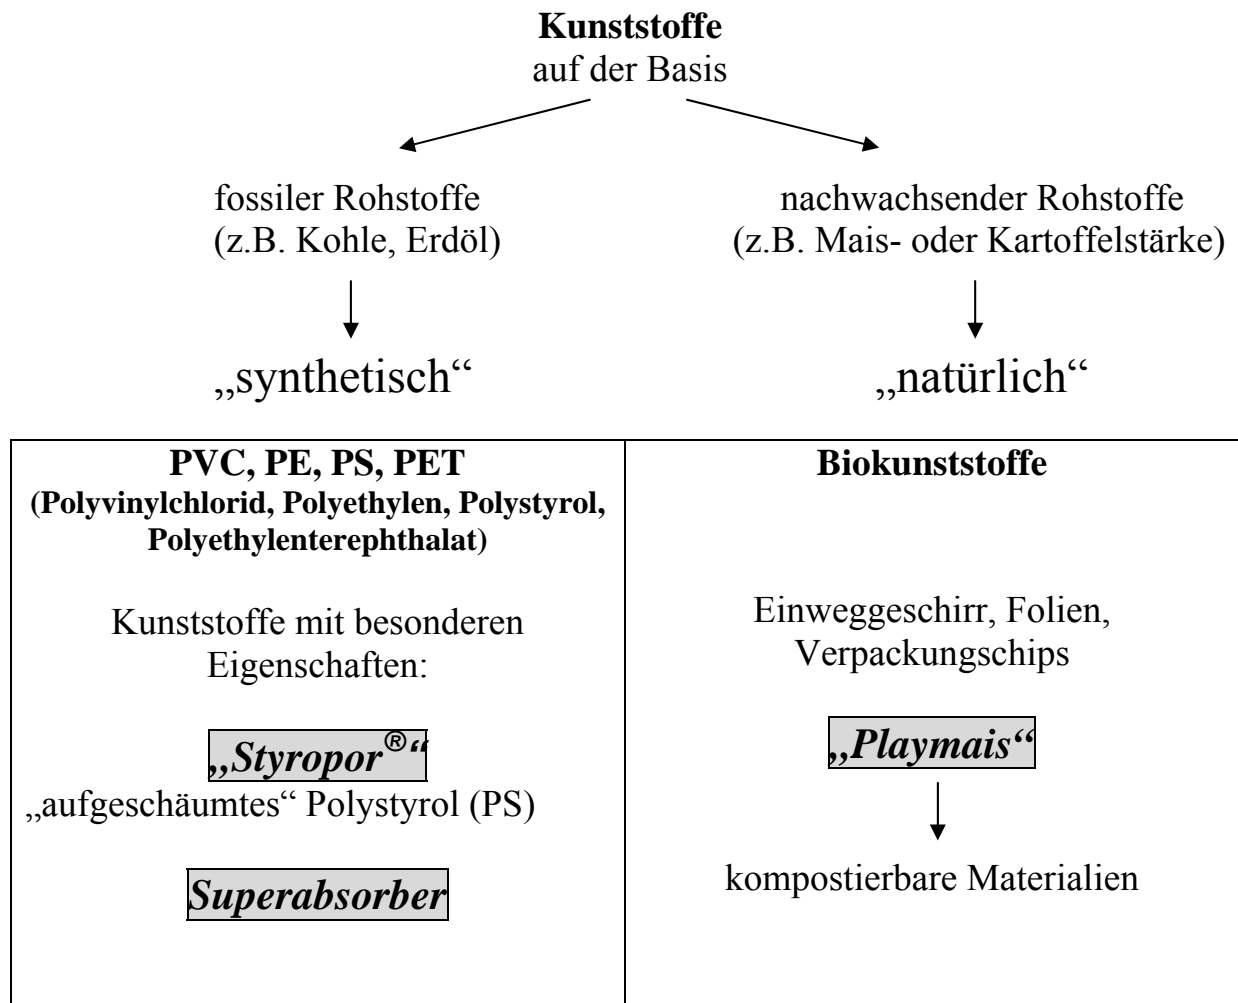 Kunststoffe
auf der Basis
fossiler Rohstoffe
(z.B. Kohle, Erdöl)
nachwachsender Rohstoffe
(z.B. Mais- oder Kartoffelstärke)
„synthetisch“
„natürlich“
PVC, PE, PS, PET
(Polyvinylchlorid, Polyethylen, Polystyrol,
Polyethylenterephthalat)
Kunststoffe mit besonderen
Eigenschaften:
„Styropor®“
„aufgeschäumtes“ Polystyrol (PS)
Superabsorber
Biokunststoffe
Einweggeschirr, Folien,
Verpackungschips
„Playmais“
kompostierbare Materialien